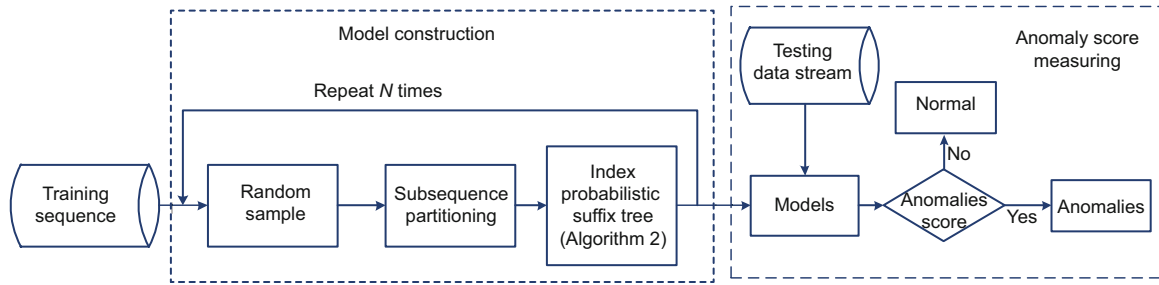 Model construction
Repeat N times
Training
sequence
Random
sample
Subsequence
partitioning
Index
probabilistic
suffix tree
(Algorithm 2)
Anomaly score
measuring
Testing
data stream
Models
Normal
No
Anomalies
score
Yes
Anomalies